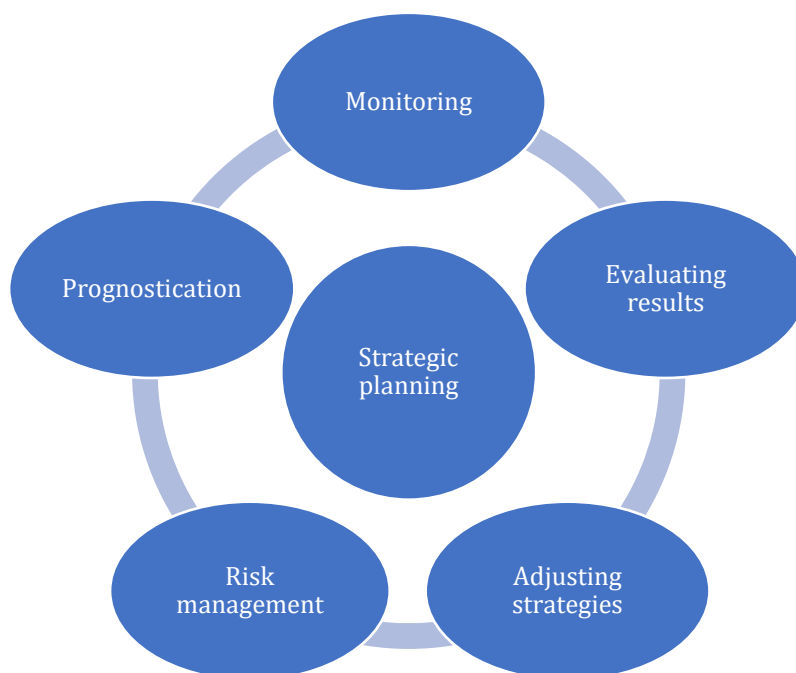 Monitoring
Evaluating
results
Adjusting
strategies
Risk
management
Prognostication
Strategic
planning